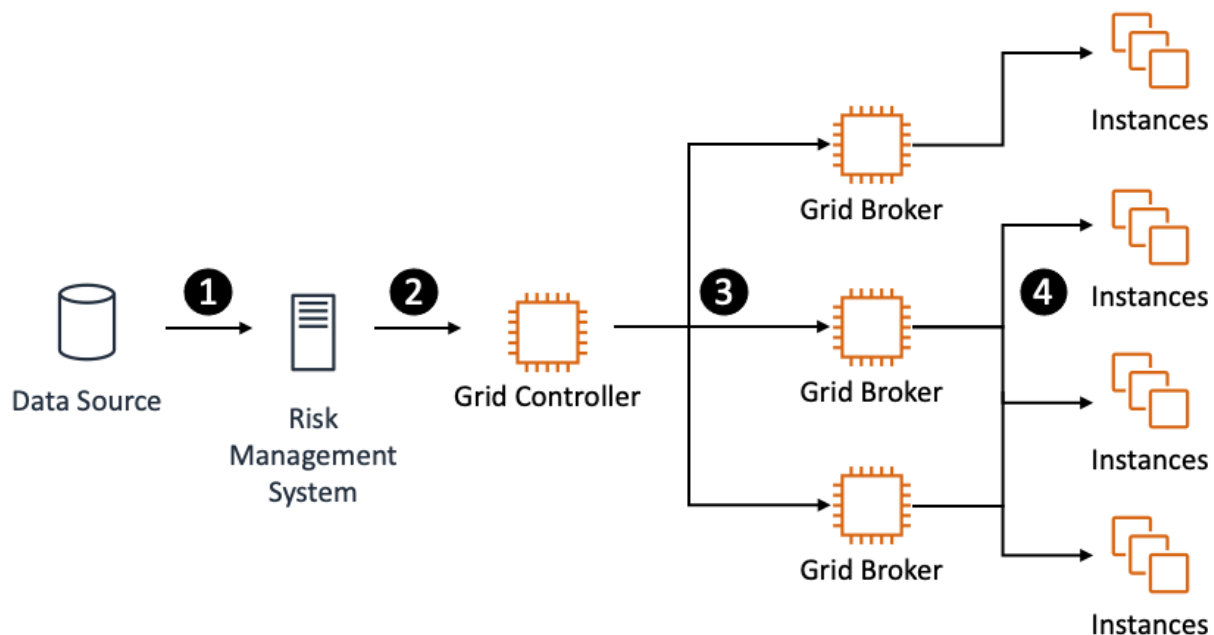 Instances
Grid Broker
1
2
3
4
Instances
Data Source
Risk
Management
System
Grid Controller
Grid Broker
Instances
Grid Broker
Instances